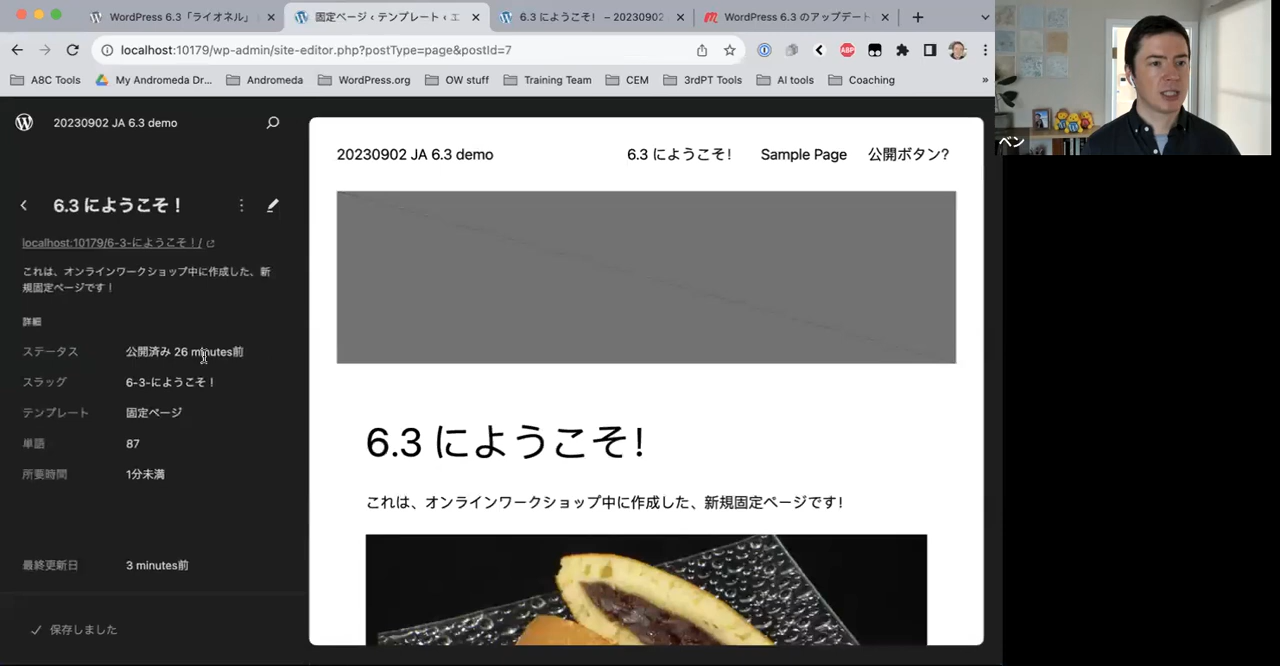 WordPress 6.3「ライオネル」
固定ページ ‹ テンプレート ‹ エ
6.3 にようこそ! – 20230902
WordPress 6.3 のアップデート
localhost:10179/wp-admin/site-editor.php?postType=page&postId=7
A8C Tools
My Andromeda Dr...
Andromeda
WordPress.org
OW stuff
Training Team
CEM
3rdPT Tools
AI tools
Coaching
»
ABP
ベン
20230902 JA 6.3 demo
6.3 にようこそ！
localhost:10179/6-3-にようこそ！/
これは、オンラインワークショップ中に作成した、新
規固定ページです！
詳細
ステータス 公開済み 26 minutes前
スラッグ 6-3-にようこそ！
テンプレート 固定ページ
単語 87
所要時間 1分未満
最終更新日 3 minutes前
保存しました
20230902 JA 6.3 demo
6.3 にようこそ!
Sample Page
公開ボタン?
6.3 にようこそ!
これは、オンラインワークショップ中に作成した、新規固定ページです!